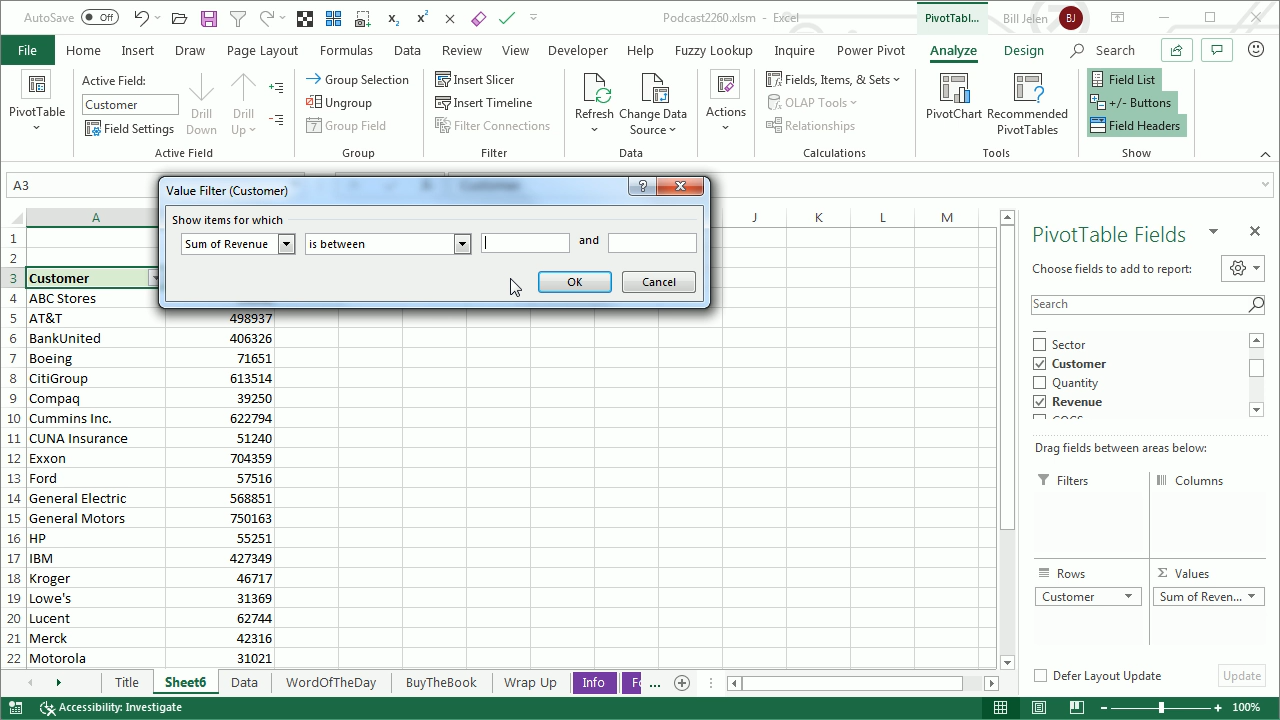 AutoSave Off
Podcast2260.xlsm - Excel
PivotTabl...
Bill Jelen
BJ
File Home Insert Draw Page Layout Formulas Data Review View Developer Help Fuzzy Lookup Inquire Power Pivot Analyze Design Search
PivotTable
Active Field:
Customer
Field Settings
Drill Down
Drill Up
Active Field
Group Selection
Ungroup
Group Field
Group
Insert Slicer
Insert Timeline
Filter Connections
Filter
Refresh
Change Data Source
Data
Actions
Fields, Items, & Sets
OLAP Tools
Relationships
Calculations
PivotChart
Recommended PivotTables
Tools
Field List
+/- Buttons
Field Headers
Show
A3
Value Filter (Customer)
Show items for which
Sum of Revenue is between and
OK Cancel
A J K L M
1
2
3 Customer
4 ABC Stores
5 AT&T 498937
6 BankUnited 406326
7 Boeing 71651
8 CitiGroup 613514
9 Compaq 39250
10 Cummins Inc. 622794
11 CUNA Insurance 51240
12 Exxon 704359
13 Ford 57516
14 General Electric 568851
15 General Motors 750163
16 HP 55251
17 IBM 427349
18 Kroger 46717
19 Lowe's 31369
20 Lucent 62744
21 Merck 42316
22 Motorola 31021
PivotTable Fields
Choose fields to add to report:
Search
Sector
Customer
Quantity
Revenue
Drag fields between areas below:
Filters Columns
Rows Σ Values
Customer Sum of Reven...
Defer Layout Update Update
Title Sheet6 Data WordOfTheDay BuyTheBook Wrap Up Info ...
Accessibility: Investigate
100%